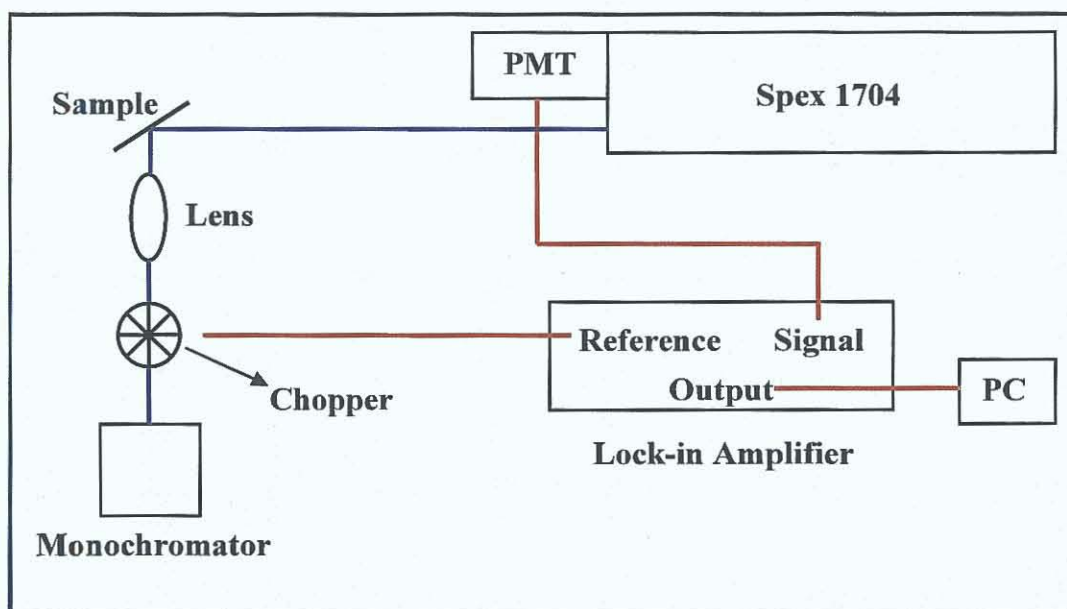 PMT
Spex 1704
Sample
Lens
Reference
Signal
Chopper
Output
PC
Lock-in Amplifier
Monochromator